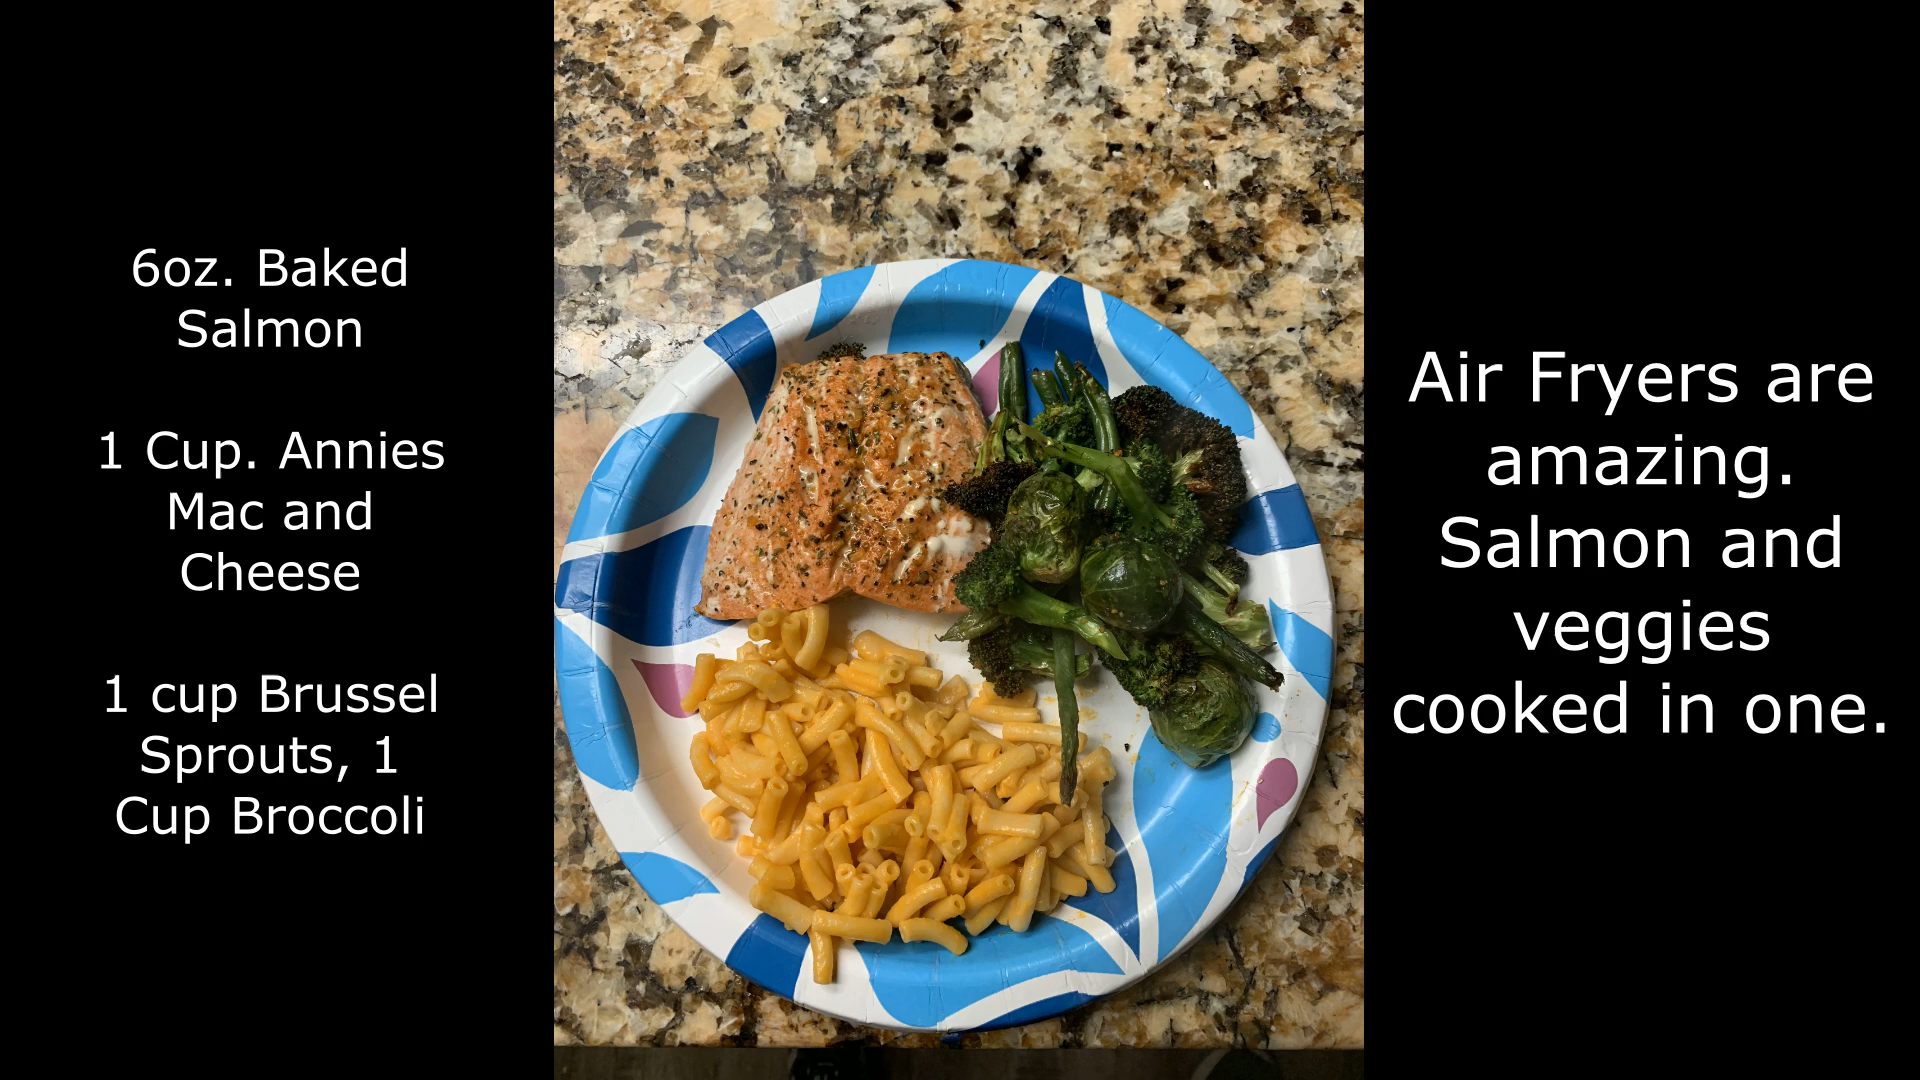 6oz. Baked
Salmon
1 Cup. Annies
Mac and
Cheese
1 cup Brussel
Sprouts, 1
Cup Broccoli
Air Fryers are
amazing.
Salmon and
veggies
cooked in one.